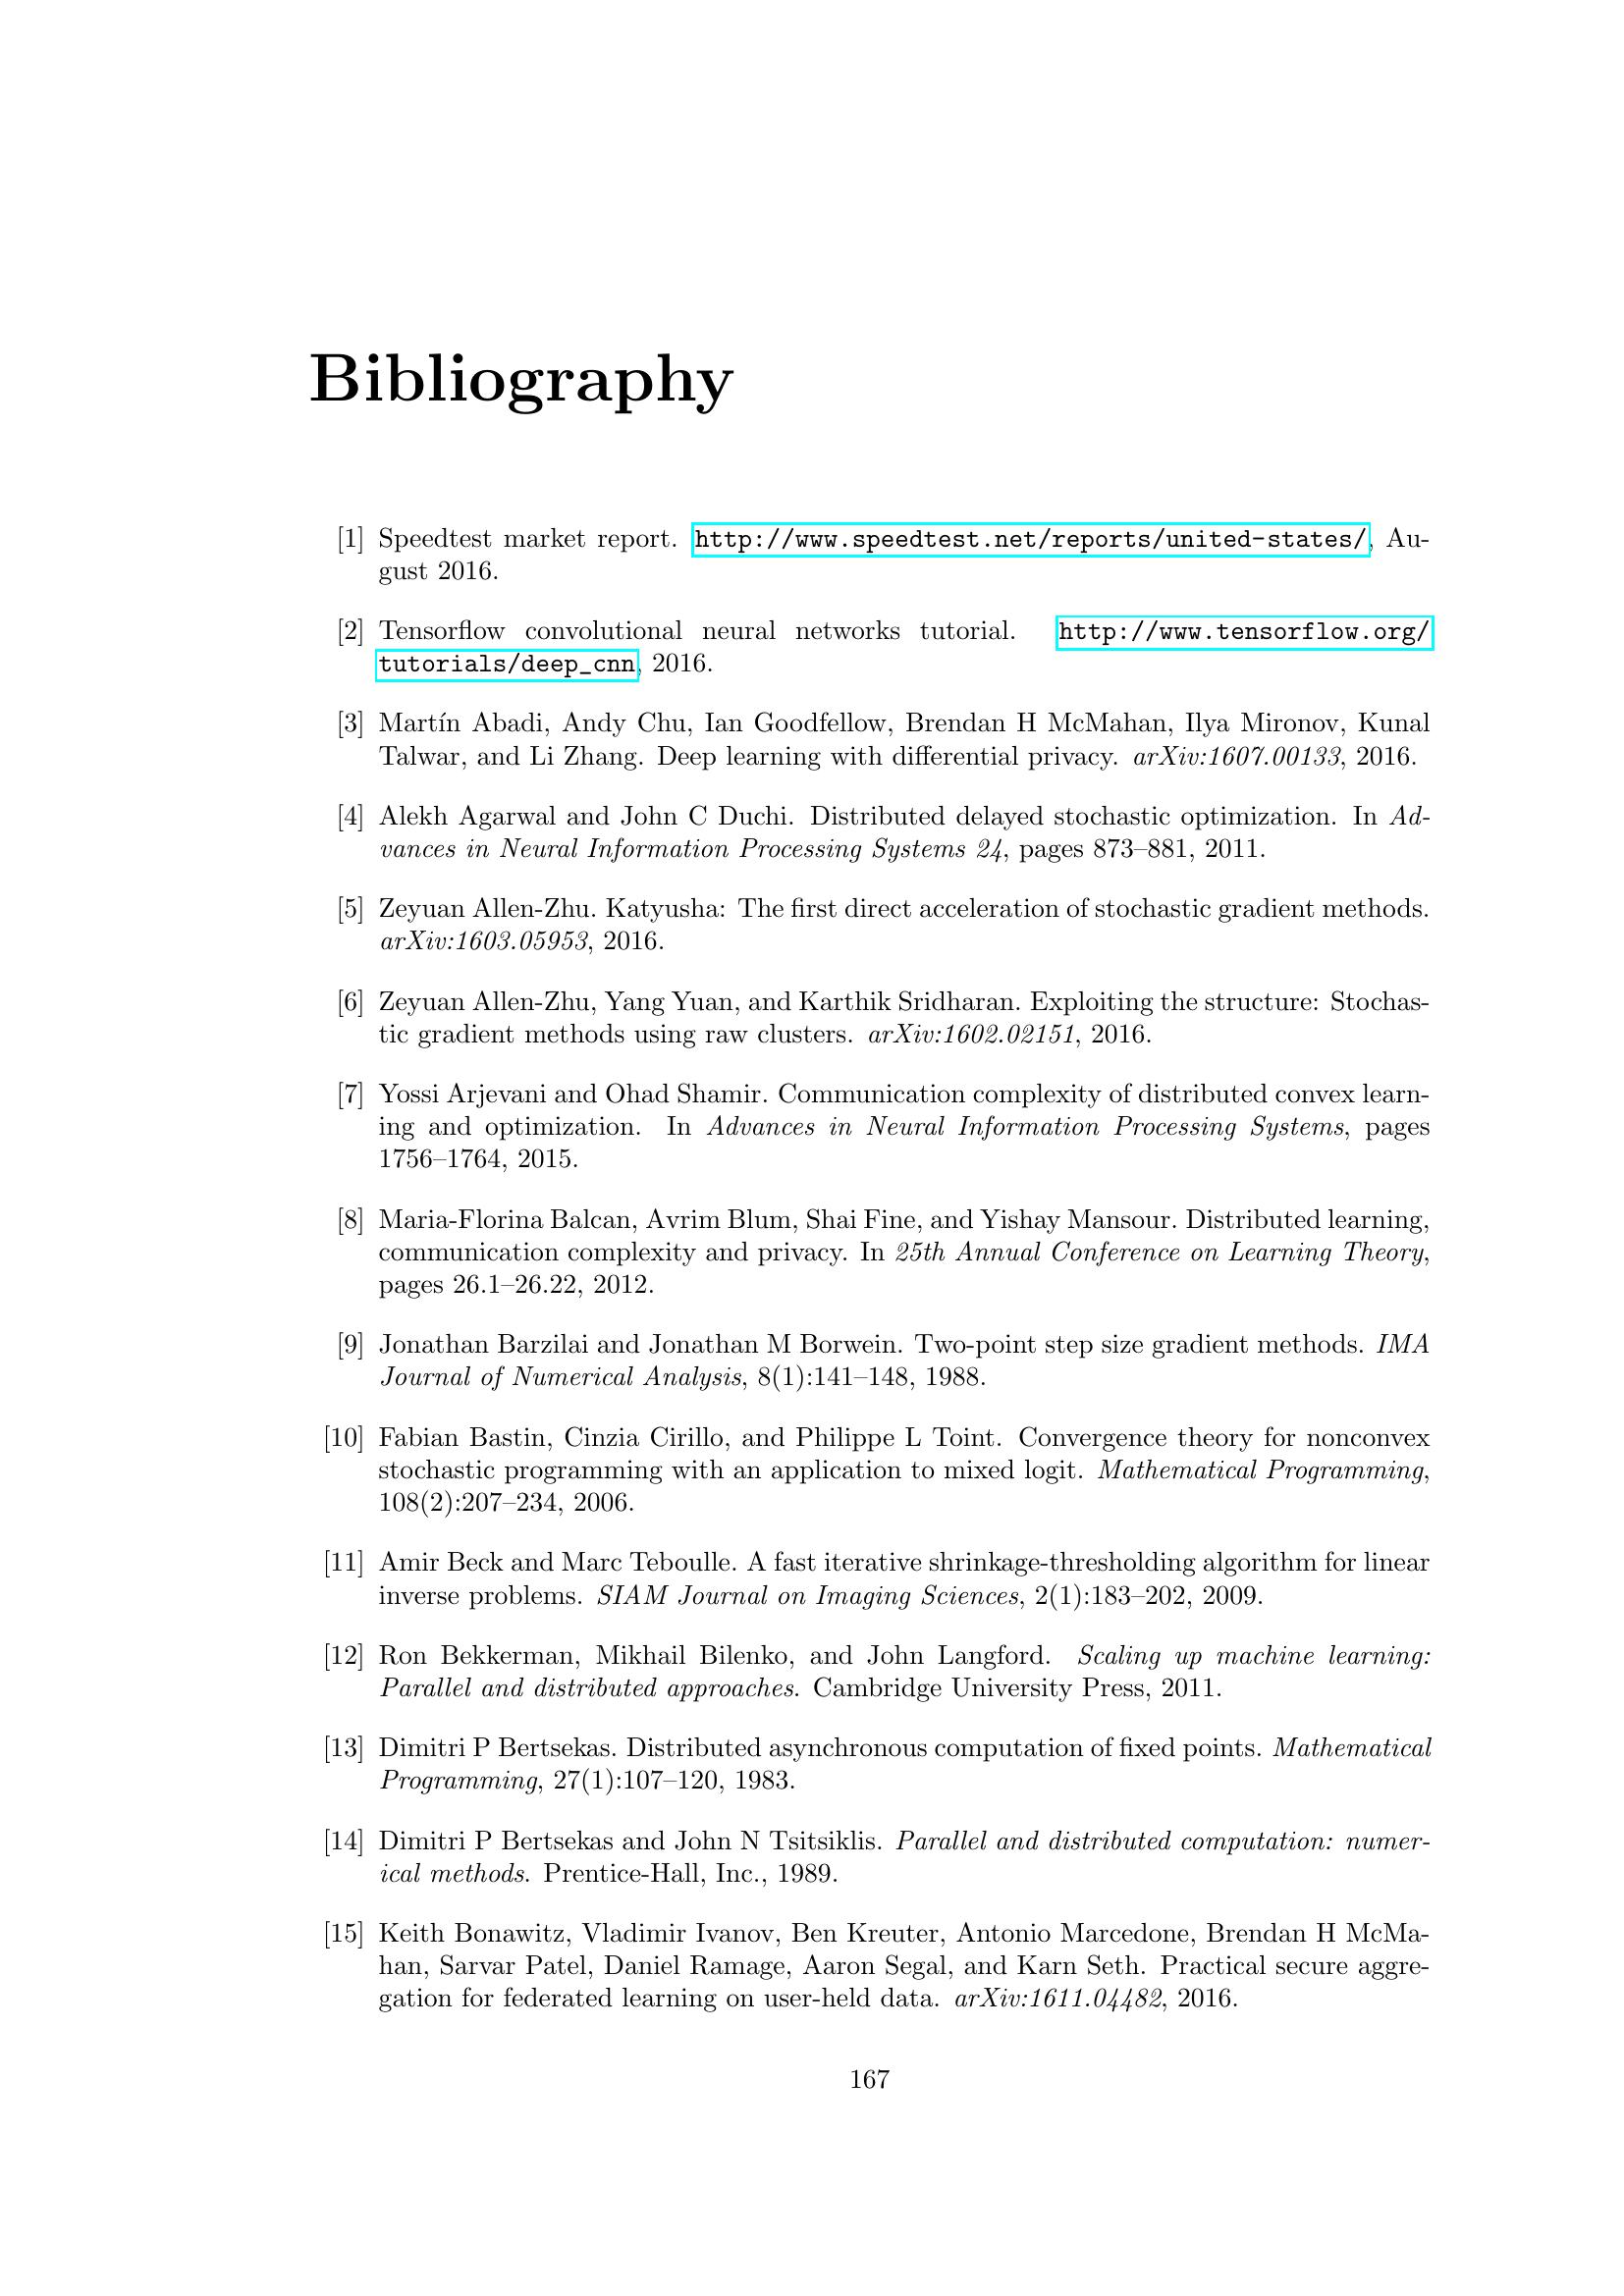 Bibliography
[1] Speedtest market report. http://www.speedtest.net/reports/united-states/, Au-
gust 2016.
[2] Tensorflow convolutional neural networks tutorial. http://www.tensorflow.org/
tutorials/deep_cnn, 2016.
[3] Martín Abadi, Andy Chu, Ian Goodfellow, Brendan H McMahan, Ilya Mironov, Kunal
Talwar, and Li Zhang. Deep learning with differential privacy. arXiv:1607.00133, 2016.
[4] Alekh Agarwal and John C Duchi. Distributed delayed stochastic optimization. In Ad-
vances in Neural Information Processing Systems 24, pages 873–881, 2011.
[5] Zeyuan Allen-Zhu. Katyusha: The first direct acceleration of stochastic gradient methods.
arXiv:1603.05953, 2016.
[6] Zeyuan Allen-Zhu, Yang Yuan, and Karthik Sridharan. Exploiting the structure: Stochas-
tic gradient methods using raw clusters. arXiv:1602.02151, 2016.
[7] Yossi Arjevani and Ohad Shamir. Communication complexity of distributed convex learn-
ing and optimization. In Advances in Neural Information Processing Systems, pages
1756–1764, 2015.
[8] Maria-Florina Balcan, Avrim Blum, Shai Fine, and Yishay Mansour. Distributed learning,
communication complexity and privacy. In 25th Annual Conference on Learning Theory,
pages 26.1–26.22, 2012.
[9] Jonathan Barzilai and Jonathan M Borwein. Two-point step size gradient methods. IMA
Journal of Numerical Analysis, 8(1):141–148, 1988.
[10] Fabian Bastin, Cinzia Cirillo, and Philippe L Toint. Convergence theory for nonconvex
stochastic programming with an application to mixed logit. Mathematical Programming,
108(2):207–234, 2006.
[11] Amir Beck and Marc Teboulle. A fast iterative shrinkage-thresholding algorithm for linear
inverse problems. SIAM Journal on Imaging Sciences, 2(1):183–202, 2009.
[12] Ron Bekkerman, Mikhail Bilenko, and John Langford. Scaling up machine learning:
Parallel and distributed approaches. Cambridge University Press, 2011.
[13] Dimitri P Bertsekas. Distributed asynchronous computation of fixed points. Mathematical
Programming, 27(1):107–120, 1983.
[14] Dimitri P Bertsekas and John N Tsitsiklis. Parallel and distributed computation: numer-
ical methods. Prentice-Hall, Inc., 1989.
[15] Keith Bonawitz, Vladimir Ivanov, Ben Kreuter, Antonio Marcedone, Brendan H McMa-
han, Sarvar Patel, Daniel Ramage, Aaron Segal, and Karn Seth. Practical secure aggre-
gation for federated learning on user-held data. arXiv:1611.04482, 2016.
167